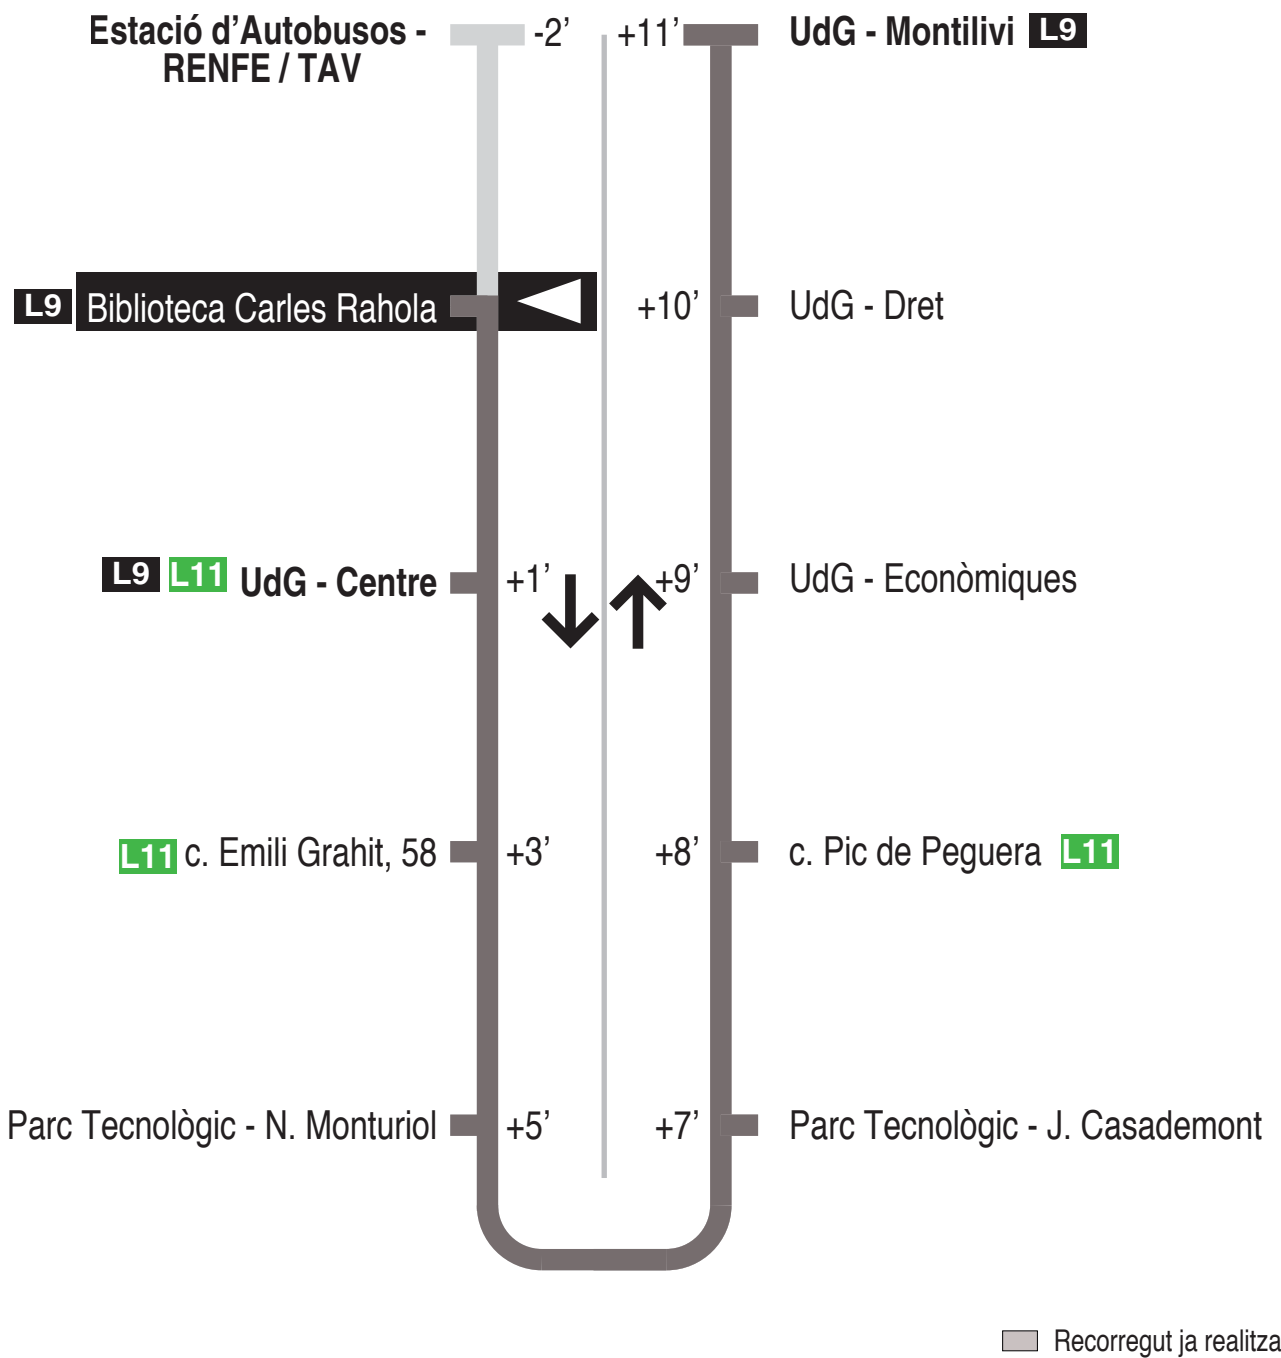 Estació d’Autobusos -
RENFE / TAV
-2’
+11’
UdG - Montilivi L9
L9 Biblioteca Carles Rahola
+10’
UdG - Dret
L9 L11 UdG - Centre
+1’
+9’
UdG - Econòmiques
L11 c. Emili Grahit, 58
+3’
+8’
c. Pic de Peguera L11
Parc Tecnològic - N. Monturiol
+5’
+7’
Parc Tecnològic - J. Casademont
Recorregut ja realitza